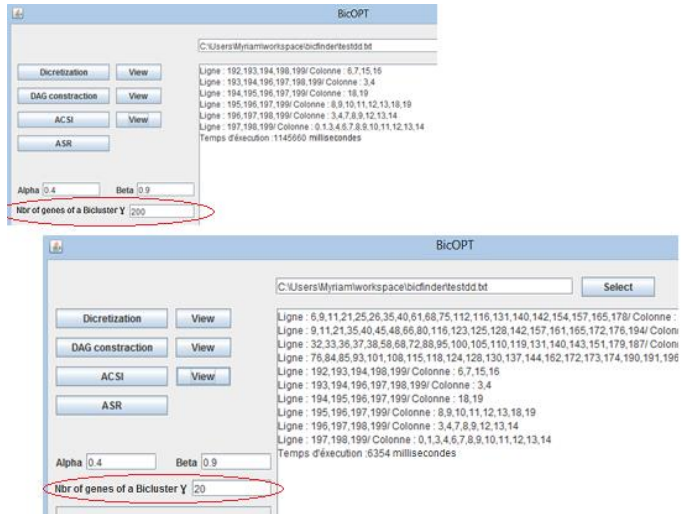 BicOPT
C:\Users\Myriam\workspace\bicfinder\testdd.txt
Dicretization View
DAG constraction View
ACSI View
ASR
Ligne : 192,193,194,198,199/ Colonne : 6,7,15,16
Ligne : 193,194,196,197,198,199/ Colonne : 3,4
Ligne : 194,195,196,197,199/ Colonne : 18,19
Ligne : 195,196,197,199/ Colonne : 8,9,10,11,12,13,18,19
Ligne : 196,197,198,199/ Colonne : 3,4,7,8,9,12,13,14
Ligne : 197,198,199/ Colonne : 0,1,3,4,6,7,8,9,10,11,12,13,14
Temps d'éxecution :1145660 millisecondes
Alpha 0.4 Beta 0.9
Nbr of genes of a Bicluster Ɣ 200
BicOPT
C:\Users\Myriam\workspace\bicfinder\testdd.txt Select
Dicretization View
DAG constraction View
ACSI View
ASR
Ligne : 6,9,11,21,25,26,35,40,61,68,75,112,116,131,140,142,154,157,165,178/ Colonne :
Ligne : 9,11,21,35,40,45,48,66,80,116,123,125,128,142,157,161,165,172,176,194/ Colon
Ligne : 32,33,36,37,38,58,68,72,88,95,100,105,110,119,131,140,143,151,179,187/ Colon
Ligne : 76,84,85,93,101,108,115,118,124,128,130,137,144,162,172,173,174,190,191,196
Ligne : 192,193,194,198,199/ Colonne : 6,7,15,16
Ligne : 193,194,196,197,198,199/ Colonne : 3,4
Ligne : 194,195,196,197,199/ Colonne : 18,19
Ligne : 195,196,197,199/ Colonne : 8,9,10,11,12,13,18,19
Ligne : 196,197,198,199/ Colonne : 3,4,7,8,9,12,13,14
Ligne : 197,198,199/ Colonne : 0,1,3,4,6,7,8,9,10,11,12,13,14
Temps d'éxecution :6354 millisecondes
Alpha 0.4 Beta 0.9
Nbr of genes of a Bicluster Ɣ 20